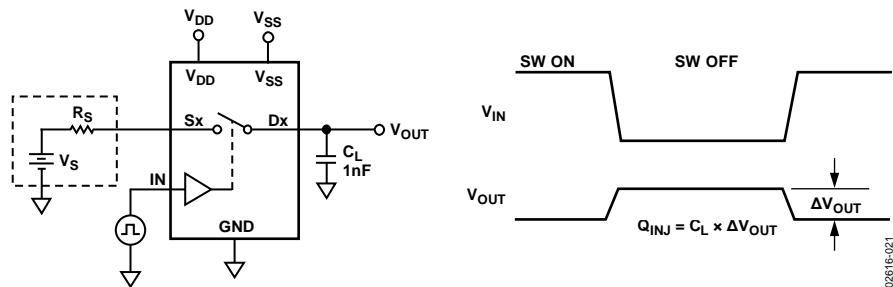 VDD VSS
VDD VSS
RS
VS
Sx Dx
VOUT
CL
1nF
IN
GND
SW ON SW OFF
VIN
VOUT
ΔVOUT
QINJ = CL × ΔVOUT
02616-021